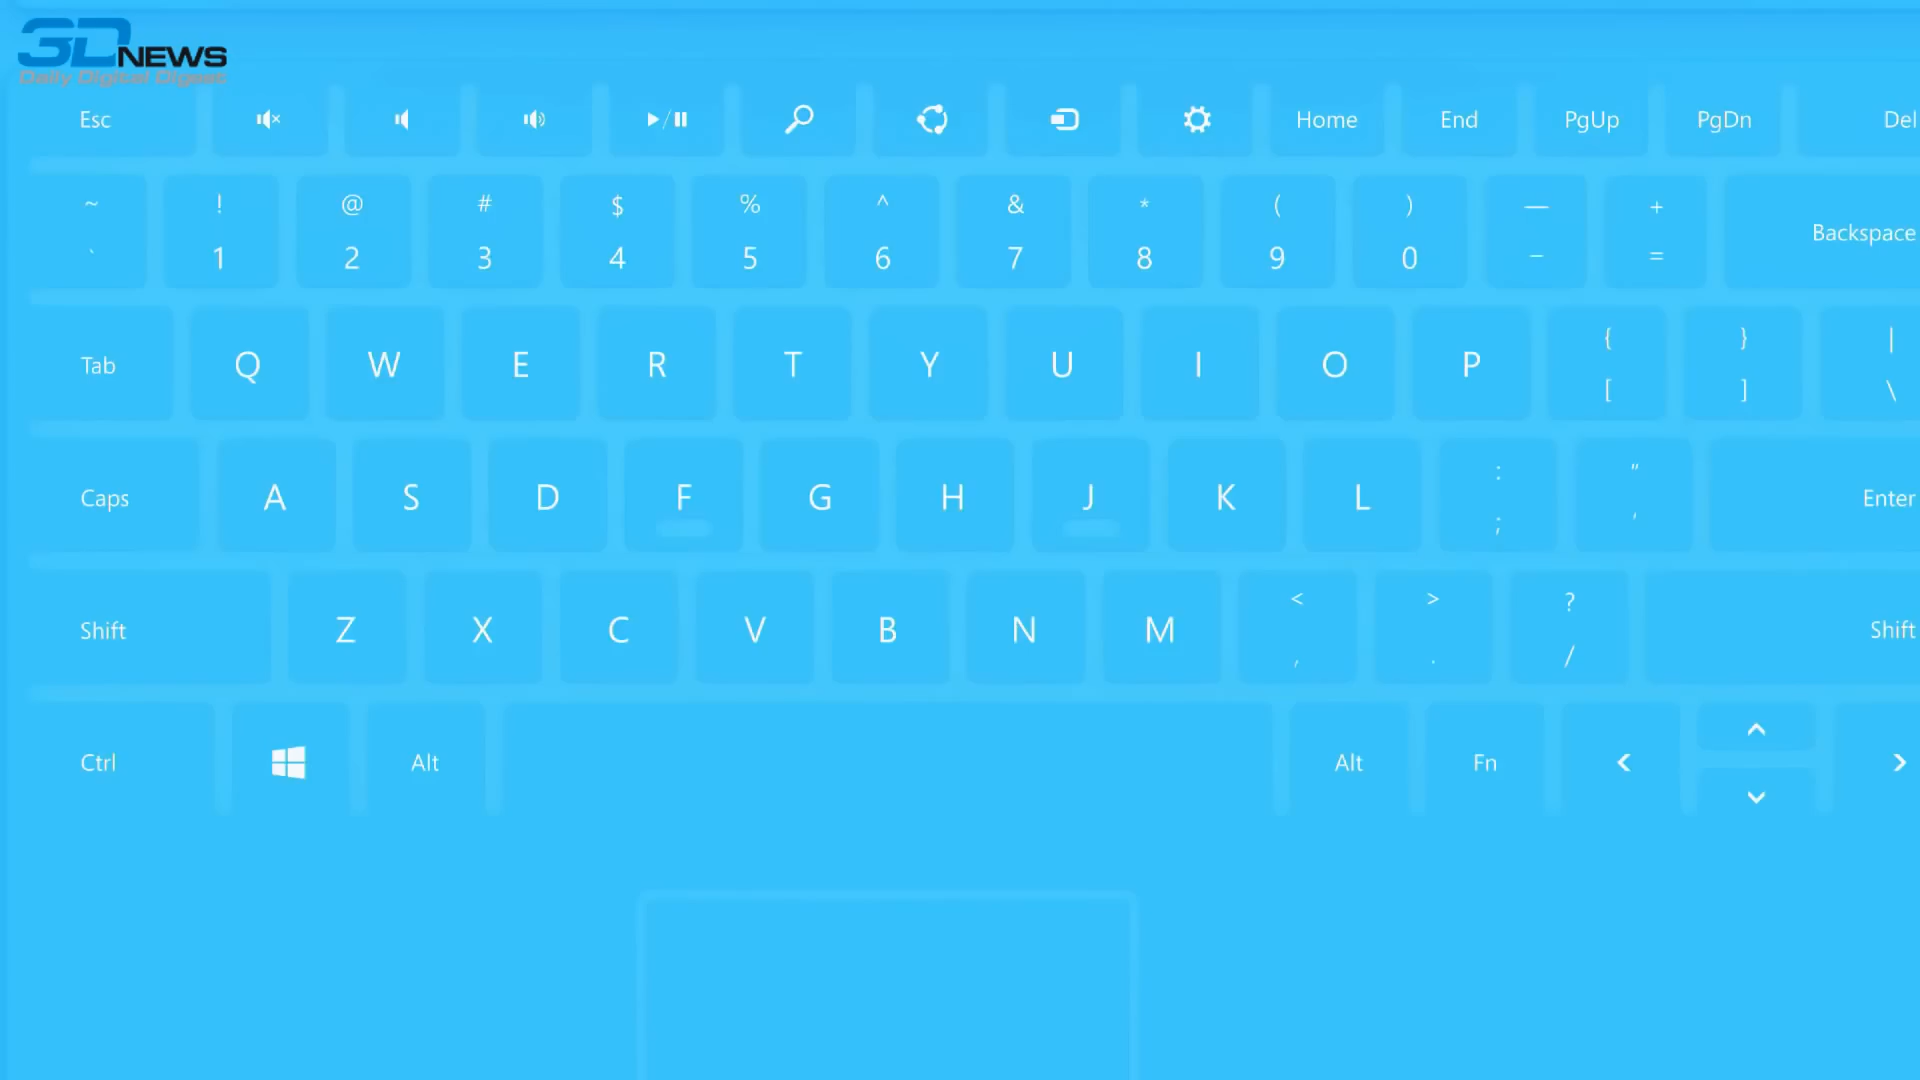 3DNEWS
Daily Digital Digest
Esc Home End PgUp PgDn Del
~ ! @ # $ % ^ & * ( ) — +
` 1 2 3 4 5 6 7 8 9 0 - = Backspace
Tab Q W E R T Y U I O P { } |
[ ] \
Caps A S D F G H J K L : " Enter
; '
Shift Z X C V B N M < > ? Shift
, . /
Ctrl Alt Alt Fn